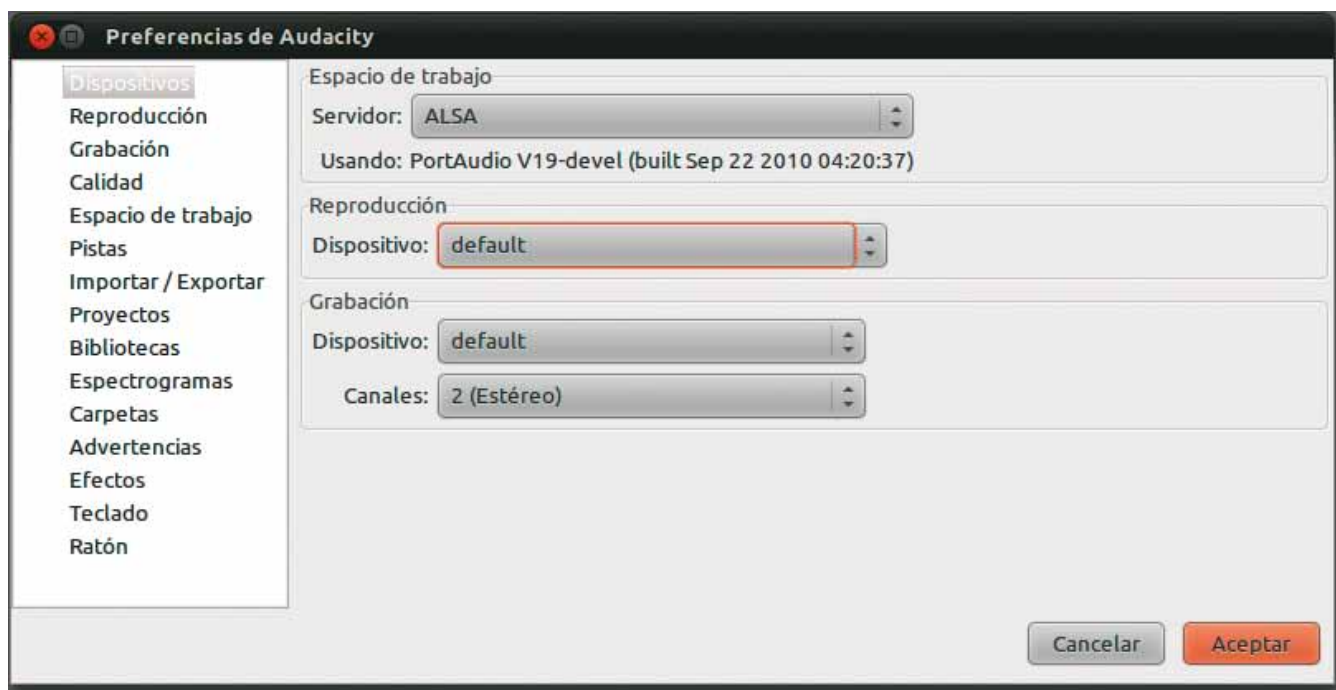 Preferencias de Audacity
Dispositivos
Reproducción
Grabación
Calidad
Espacio de trabajo
Pistas
Importar / Exportar
Proyectos
Bibliotecas
Espectrogramas
Carpetas
Advertencias
Efectos
Teclado
Ratón
Espacio de trabajo
Servidor: ALSA
Usando: PortAudio V19-devel (built Sep 22 2010 04:20:37)
Reproducción
Dispositivo: default
Grabación
Dispositivo: default
Canales: 2 (Estéreo)
Cancelar Aceptar